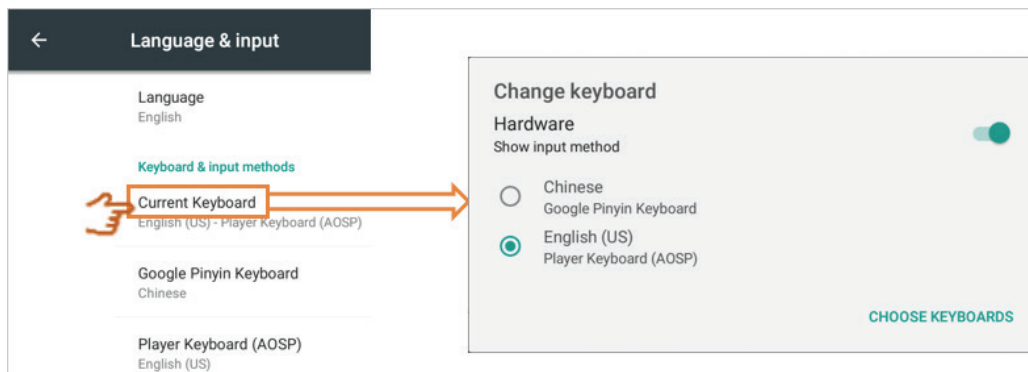 Language & input
Language
English
Keyboard & input methods
Current Keyboard
English (US) - Player Keyboard (AOSP)
Google Pinyin Keyboard
Chinese
Player Keyboard (AOSP)
English (US)
Change keyboard
Hardware
Show input method
Chinese
Google Pinyin Keyboard
English (US)
Player Keyboard (AOSP)
CHOOSE KEYBOARDS